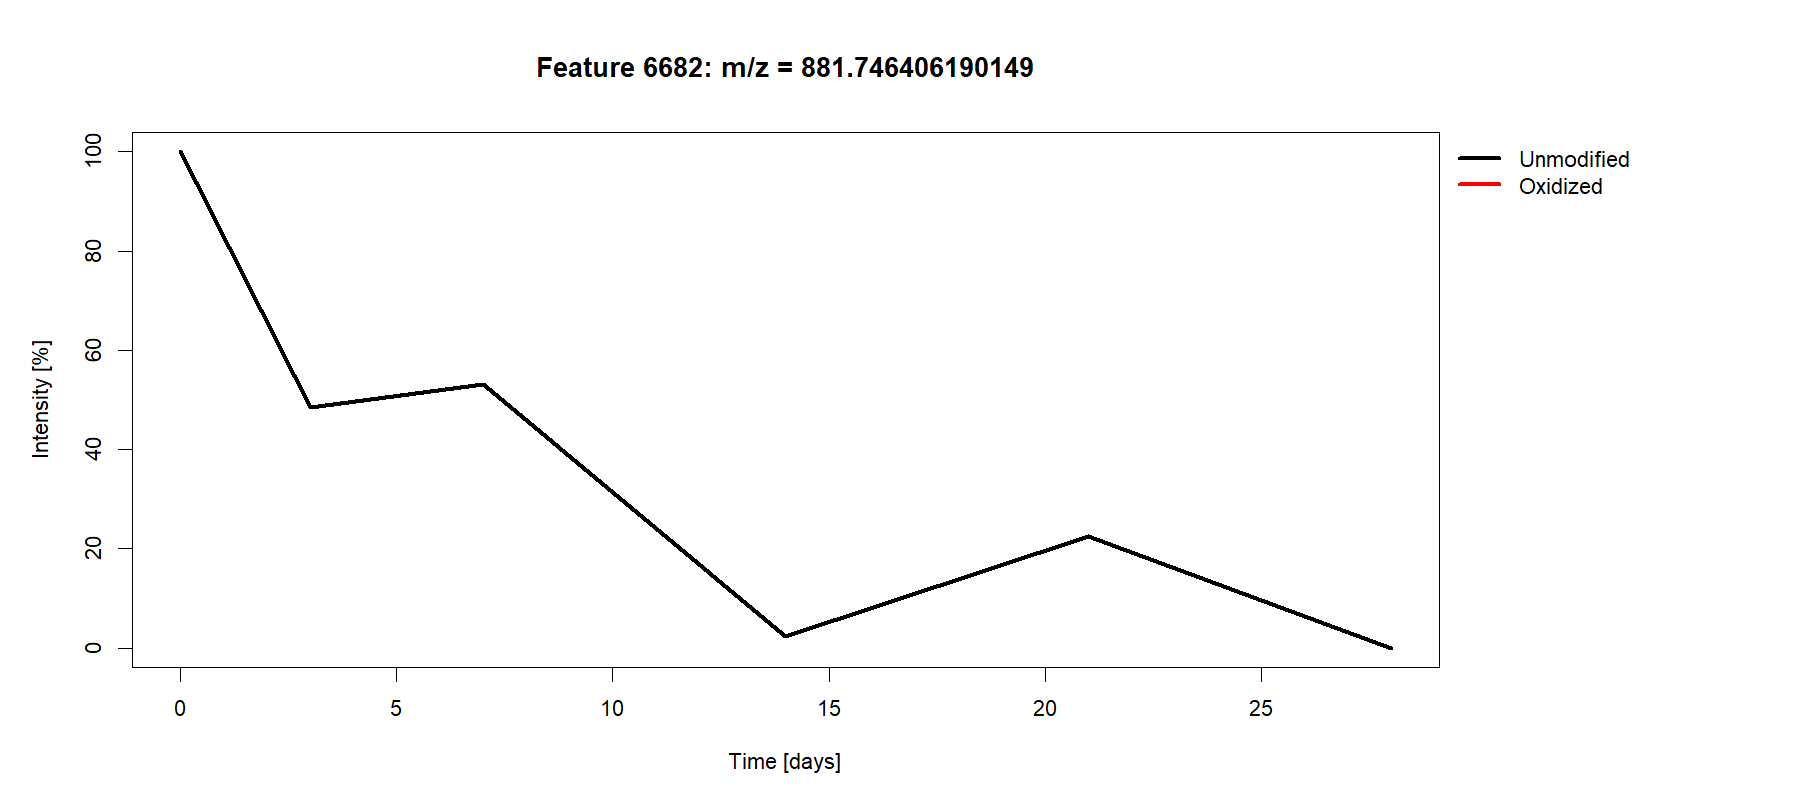 Feature 6682: m/z = 881.746406190149
Unmodified
Oxidized
Intensity [%]
100
80
60
40
20
0
0 5 10 15 20 25
Time [days]